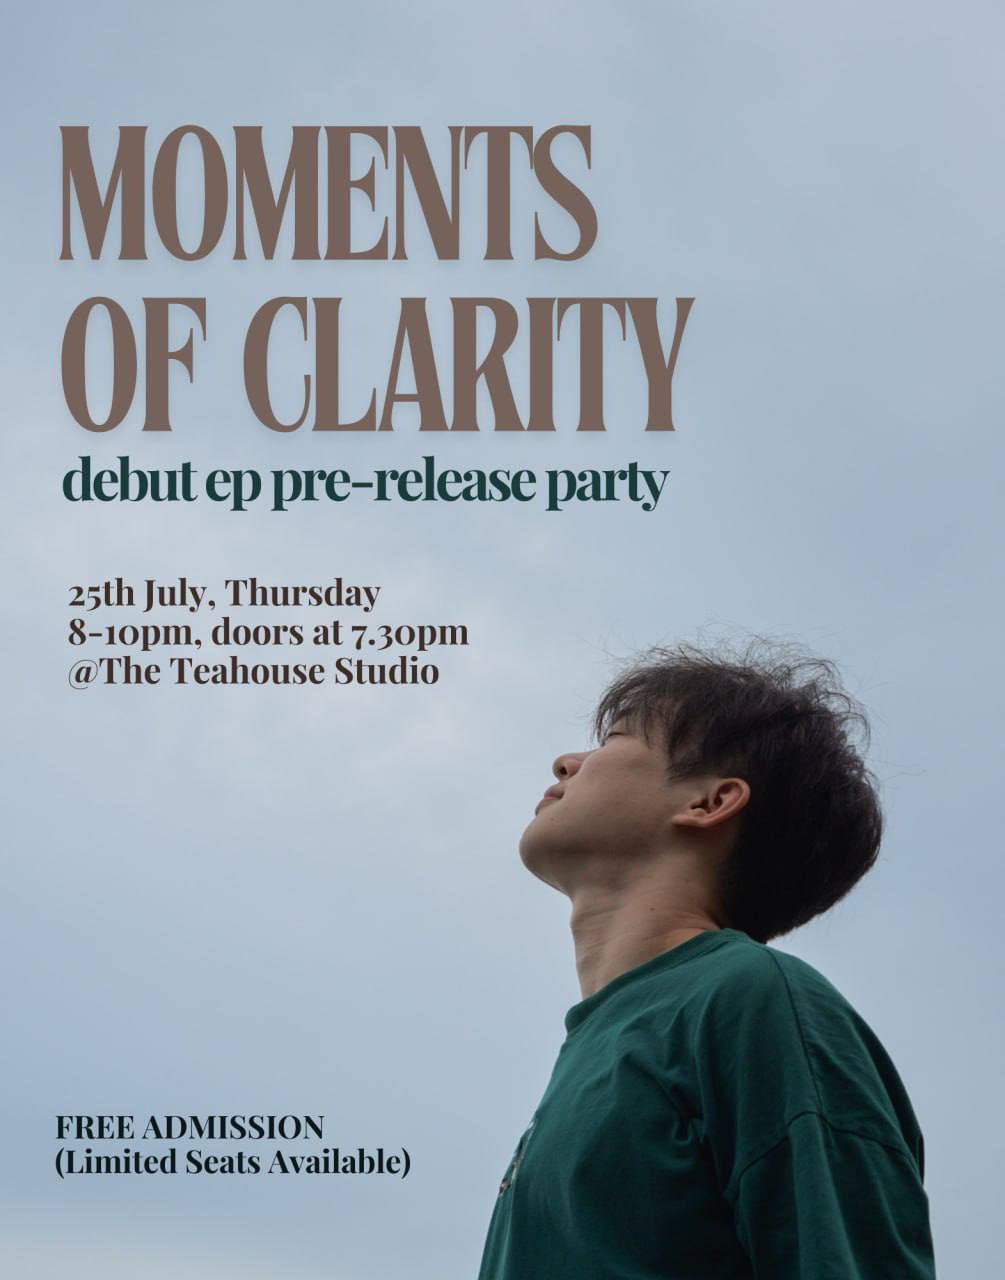 MOMENTS
OF CLARITY
debut ep pre-release party
25th July, Thursday
8-10pm, doors at 7.30pm
@The Teahouse Studio
FREE ADMISSION
(Limited Seats Available)